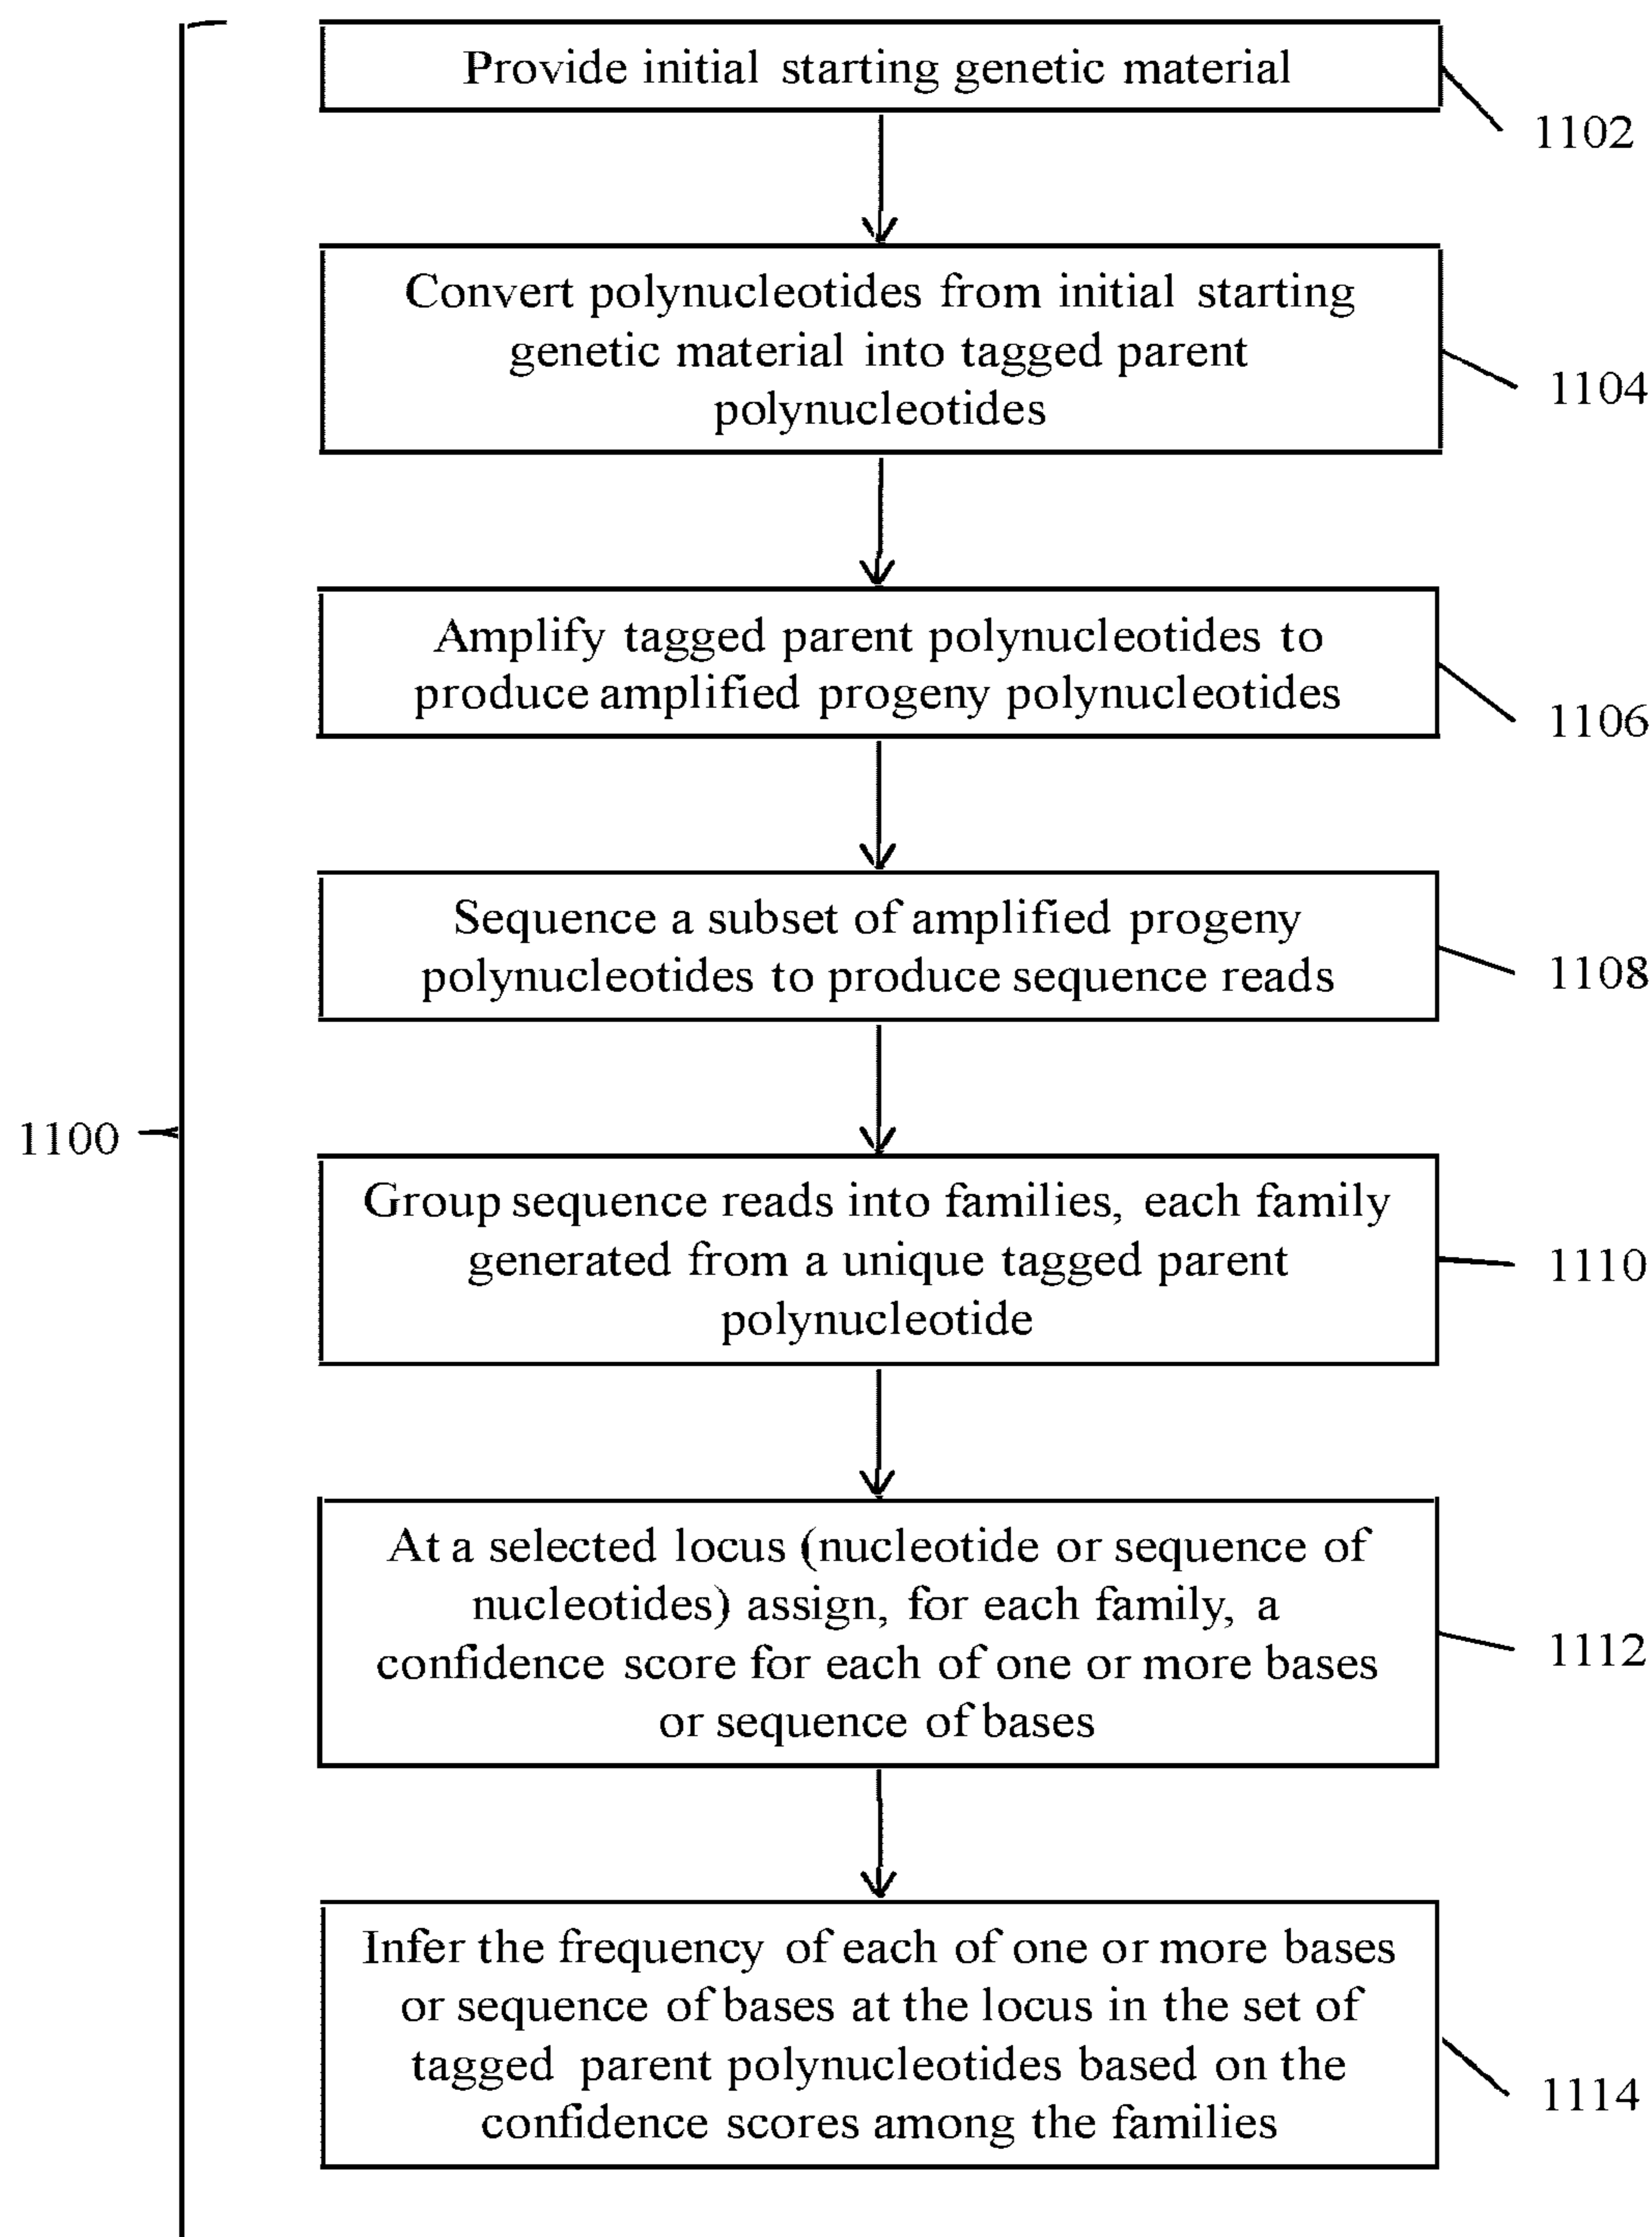 Provide initial starting genetic material
1102
Convert polynucleotides from initial starting
genetic material into tagged parent
polynucleotides
1104
Amplify tagged parent polynucleotides to
produce amplified progeny polynucleotides
1106
Sequence a subset of amplified progeny
polynucleotides to produce sequence reads
1108
1100
Group sequence reads into families, each family
generated from a unique tagged parent
polynucleotide
1110
At a selected locus (nucleotide or sequence of
nucleotides) assign, for each family, a
confidence score for each of one or more bases
or sequence of bases
1112
Infer the frequency of each of one or more bases
or sequence of bases at the locus in the set of
tagged parent polynucleotides based on the
confidence scores among the families
1114